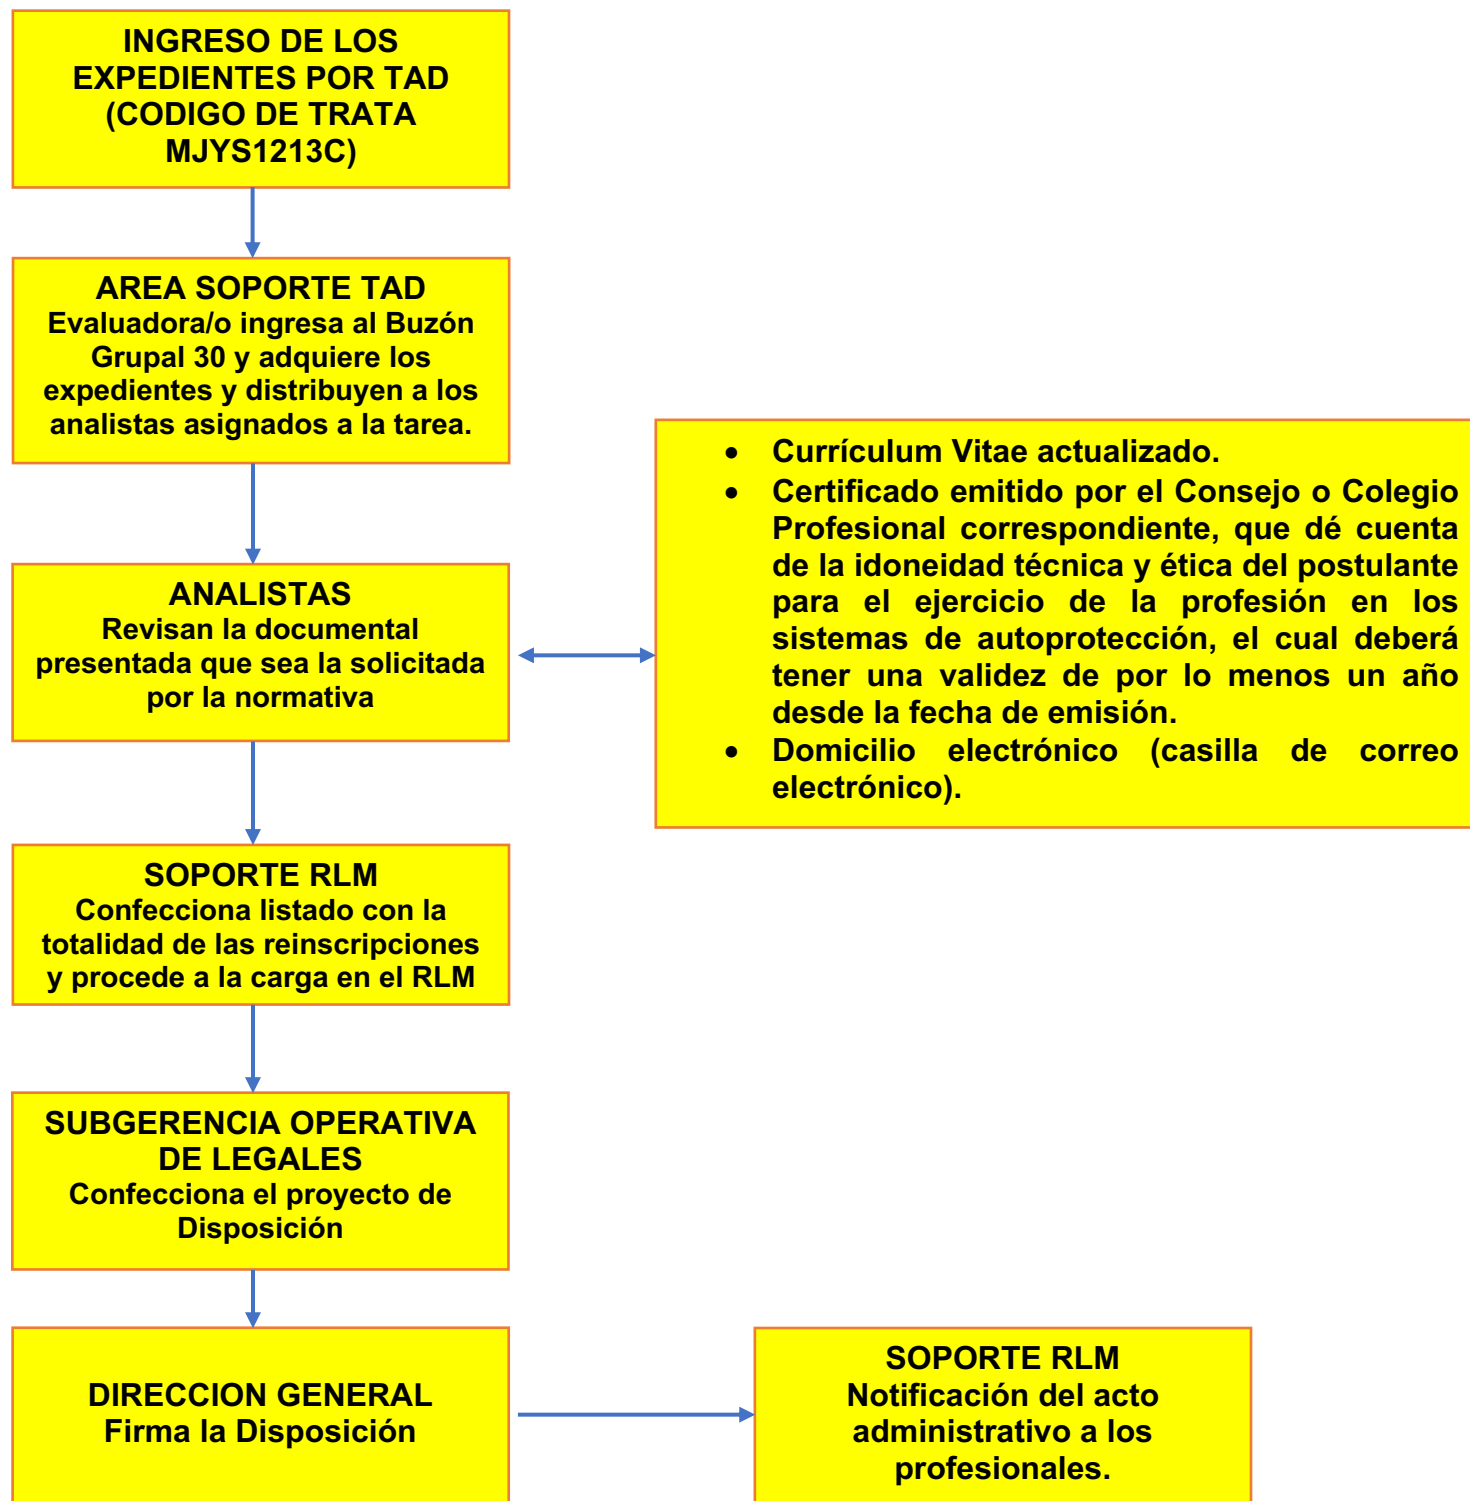 INGRESO DE LOS
EXPEDIENTES POR TAD
(CODIGO DE TRATA
MJYS1213C)
AREA SOPORTE TAD
Evaluadora/o ingresa al Buzón
Grupal 30 y adquiere los
expedientes y distribuyen a los
analistas asignados a la tarea.
ANALISTAS
Revisan la documental
presentada que sea la solicitada
por la normativa
• Currículum Vitae actualizado.
• Certificado emitido por el Consejo o Colegio
Profesional correspondiente, que dé cuenta
de la idoneidad técnica y ética del postulante
para el ejercicio de la profesión en los
sistemas de autoprotección, el cual deberá
tener una validez de por lo menos un año
desde la fecha de emisión.
• Domicilio electrónico (casilla de correo
electrónico).
SOPORTE RLM
Confecciona listado con la
totalidad de las reinscripciones
y procede a la carga en el RLM
SUBGERENCIA OPERATIVA
DE LEGALES
Confecciona el proyecto de
Disposición
DIRECCION GENERAL
Firma la Disposición
SOPORTE RLM
Notificación del acto
administrativo a los
profesionales.